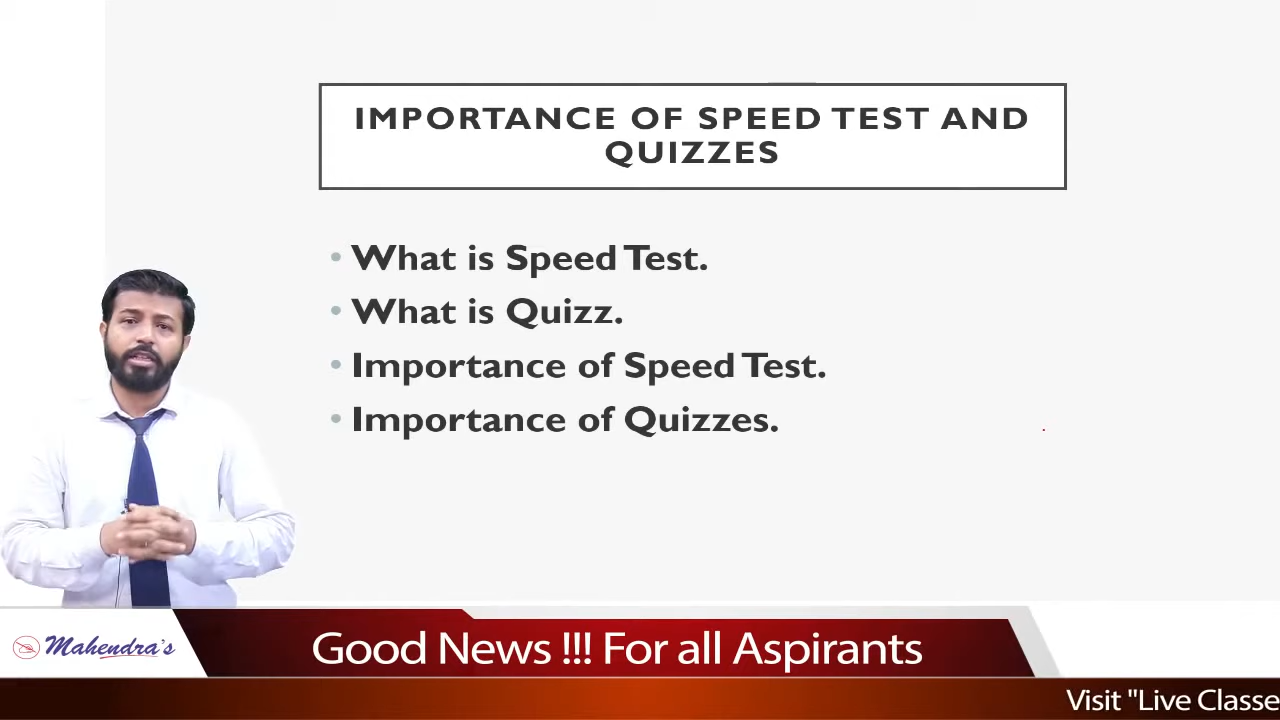 IMPORTANCE OF SPEED TEST AND
QUIZZES
• What is Speed Test.
• What is Quizz.
• Importance of Speed Test.
• Importance of Quizzes.
Mahendra's
Good News !!! For all Aspirants
Visit "Live Classe